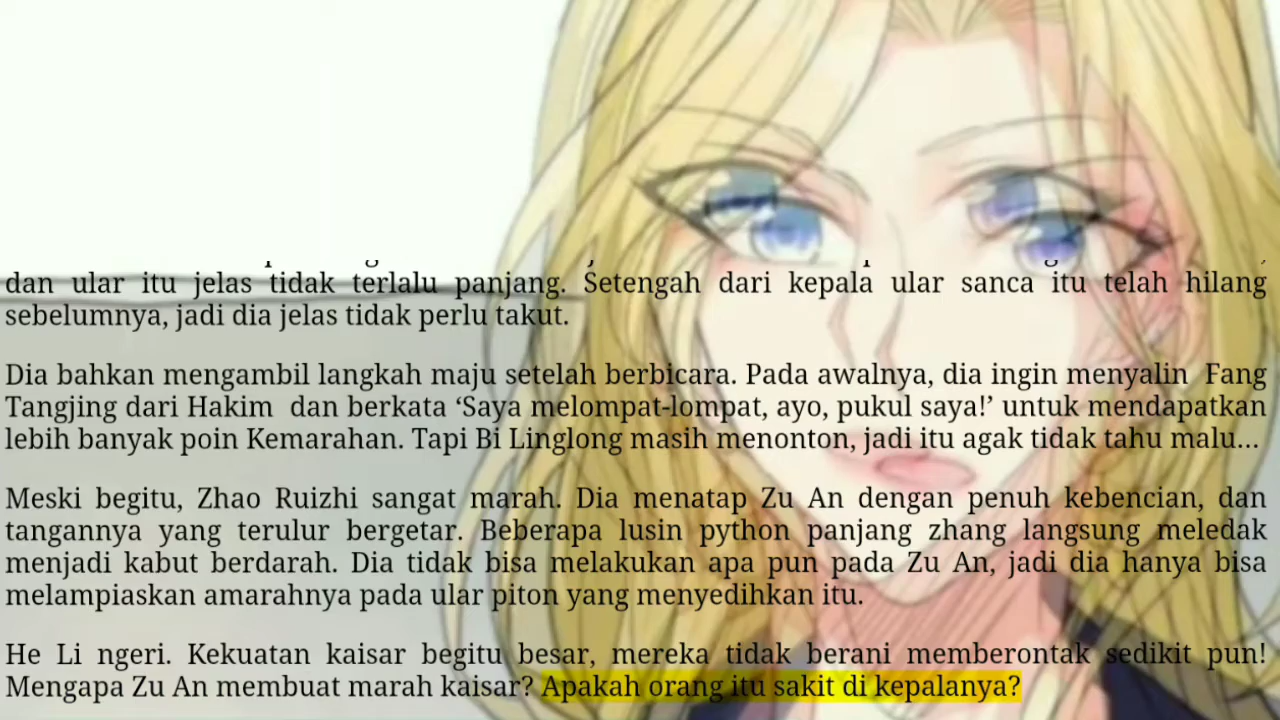 dan ular itu jelas tidak terlalu panjang. Setengah dari kepala ular sanca itu telah hilang
sebelumnya, jadi dia jelas tidak perlu takut.
Dia bahkan mengambil langkah maju setelah berbicara. Pada awalnya, dia ingin menyalin Fang
Tangjing dari Hakim dan berkata ‘Saya melompat-lompat, ayo, pukul saya!’ untuk mendapatkan
lebih banyak poin Kemarahan. Tapi Bi Linglong masih menonton, jadi itu agak tidak tahu malu...
Meski begitu, Zhao Ruizhi sangat marah. Dia menatap Zu An dengan penuh kebencian, dan
tangannya yang terulur bergetar. Beberapa lusin python panjang zhang langsung meledak
menjadi kabut berdarah. Dia tidak bisa melakukan apa pun pada Zu An, jadi dia hanya bisa
melampiaskan amarahnya pada ular piton yang menyedihkan itu.
He Li ngeri. Kekuatan kaisar begitu besar, mereka tidak berani memberontak sedikit pun!
Mengapa Zu An membuat marah kaisar? Apakah orang itu sakit di kepalanya?